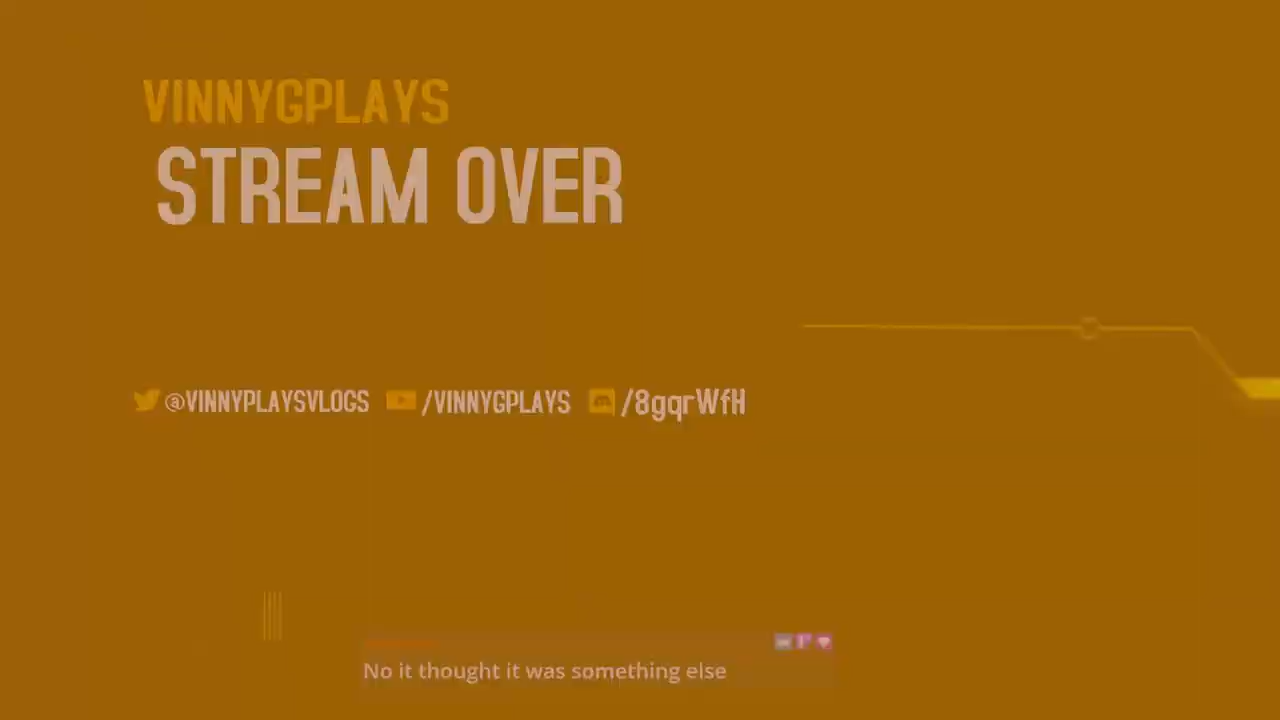 VINNYGPLAYS
STREAM OVER
@VINNYPLAYSVLOGS /VINNYGPLAYS /8gqrWfH
No it thought it was something else